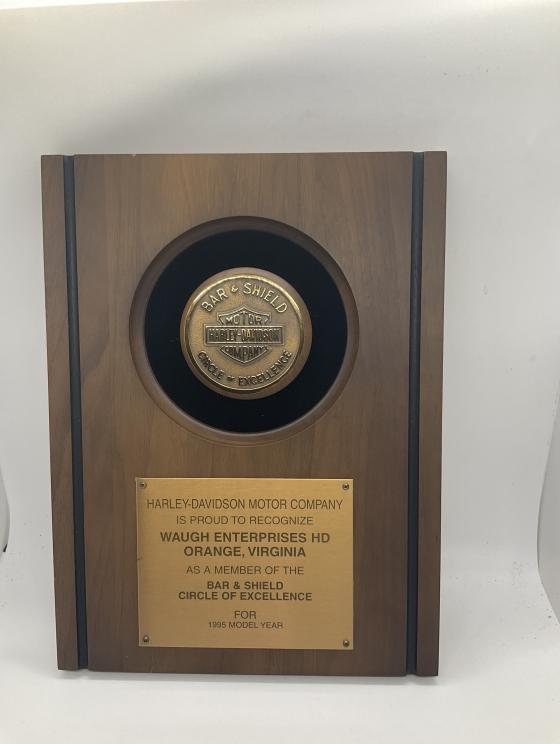 BAR & SHIELD
MOTOR
HARLEY-DAVIDSON
COMPANY
CIRCLE OF EXCELLENCE
HARLEY-DAVIDSON MOTOR COMPANY
IS PROUD TO RECOGNIZE
WAUGH ENTERPRISES HD
ORANGE, VIRGINIA
AS A MEMBER OF THE
BAR & SHIELD
CIRCLE OF EXCELLENCE
FOR
1995 MODEL YEAR